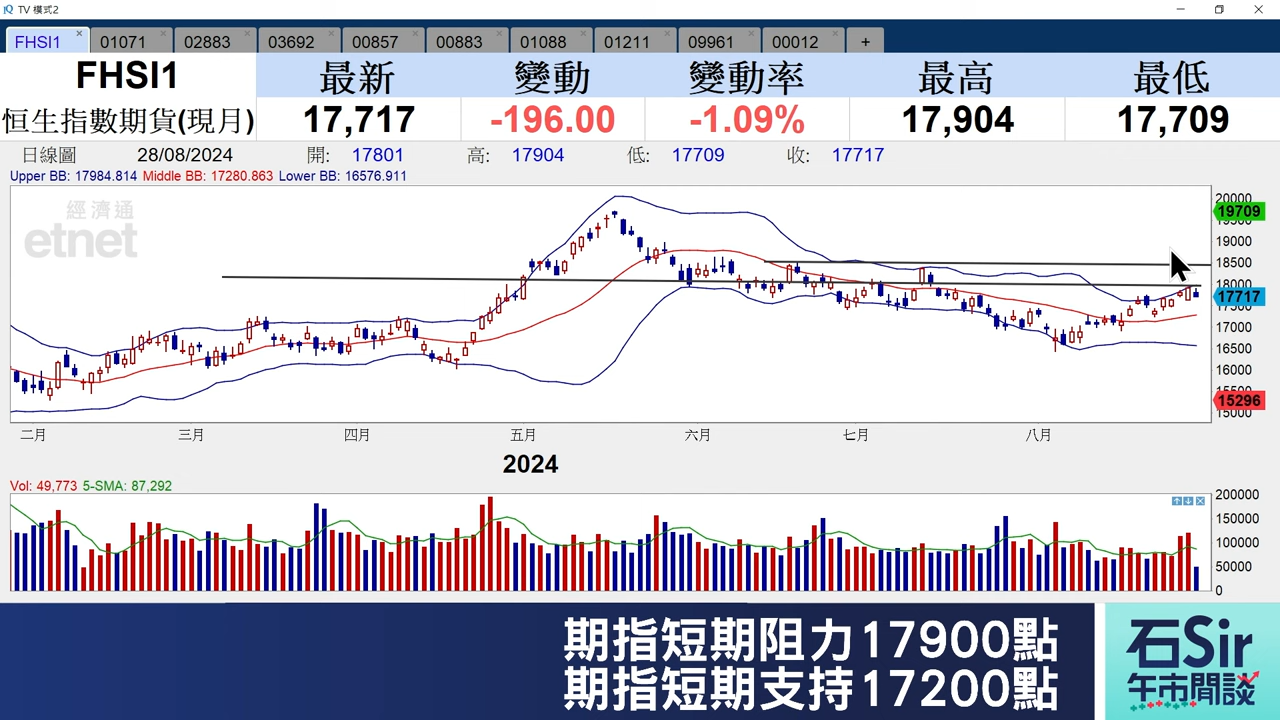 TV 模式2
FHSI1 01071 02883 03692 00857 00883 01088 01211 09961 00012 +
FHSI1 最新 變動 變動率 最高 最低
恒生指數期貨(現月) 17,717 -196.00 -1.09% 17,904 17,709
日線圖 28/08/2024 開: 17801 高: 17904 低: 17709 收: 17717
Upper BB: 17984.814 Middle BB: 17280.863 Lower BB: 16576.911
經濟通
etnet
20000
19709
19000
18500
18000
17717
17000
16500
16000
15500
15296
15000
二月 三月 四月 五月 六月 七月 八月
2024
Vol: 49,773 5-SMA: 87,292
200000
150000
100000
50000
0
期指短期阻力17900點
期指短期支持17200點
石Sir
午市閒談